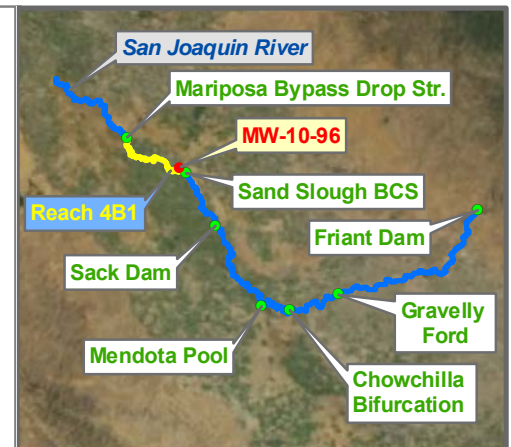 San Joaquin River
Mariposa Bypass Drop Str.
MW-10-96
Sand Slough BCS
Reach 4B1
Friant Dam
Sack Dam
Gravelly
Ford
Mendota Pool
Chowchilla
Bifurcation